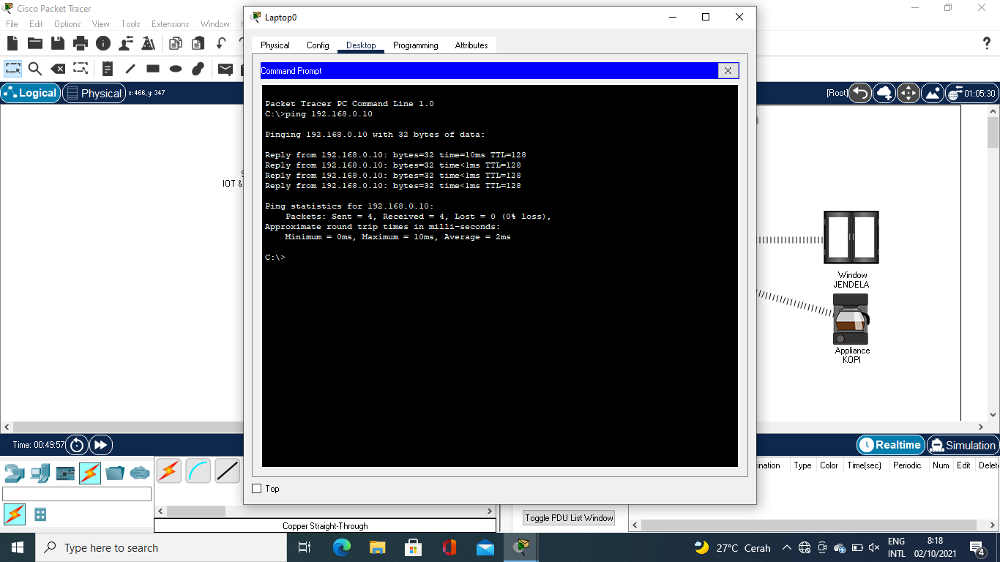 Cisco Packet Tracer
File Edit Options View Tools Extensions Window
Logical
Physical
x: 466, y: 347
[Root]
01:05:30
IOT &
Laptop0
Physical Config Desktop Programming Attributes
Command Prompt
X
Packet Tracer PC Command Line 1.0
C:\>ping 192.168.0.10
Pinging 192.168.0.10 with 32 bytes of data:
Reply from 192.168.0.10: bytes=32 time=10ms TTL=128
Reply from 192.168.0.10: bytes=32 time<1ms TTL=128
Reply from 192.168.0.10: bytes=32 time<1ms TTL=128
Reply from 192.168.0.10: bytes=32 time<1ms TTL=128
Ping statistics for 192.168.0.10:
Packets: Sent = 4, Received = 4, Lost = 0 (0% loss),
Approximate round trip times in milli-seconds:
Minimum = 0ms, Maximum = 10ms, Average = 2ms
C:\>
Top
Window
JENDELA
Appliance
KOPI
Time: 00:49:57
Realtime
Simulation
ination Type Color Time(sec) Periodic Num Edit Delet
Toggle PDU List Window
Copper Straight-Through
Type here to search
27°C Cerah
ENG
INTL
8:18
02/10/2021
4